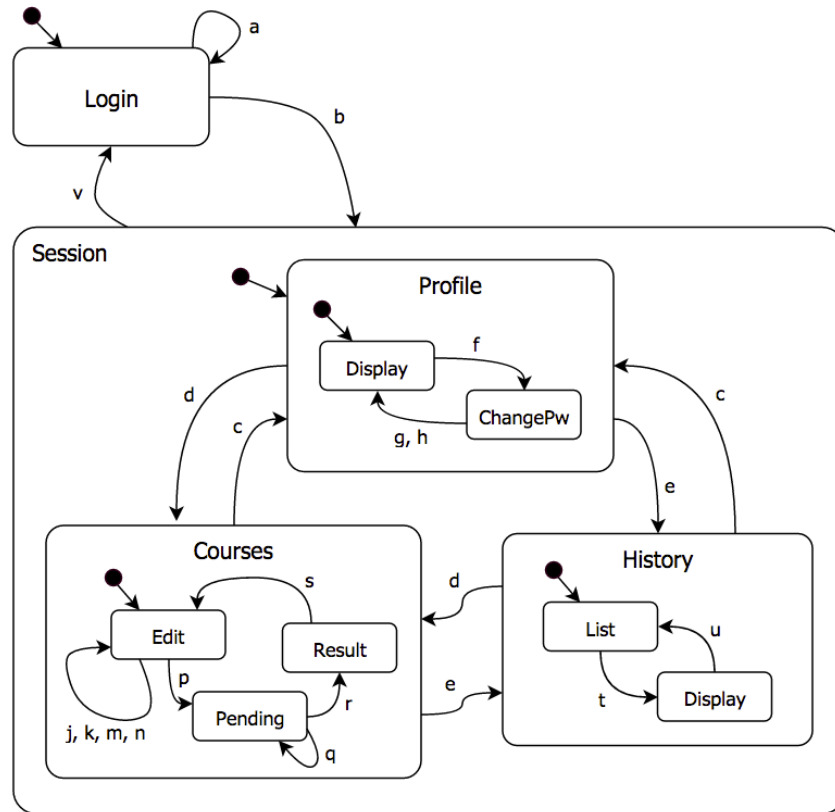 a
Login
b
v
Session
Profile
f
Display
d
c
ChangePw
c
g, h
e
Courses
History
s
d
Edit
List
u
Result
p
e
t
Display
Pending
r
j, k, m, n
q